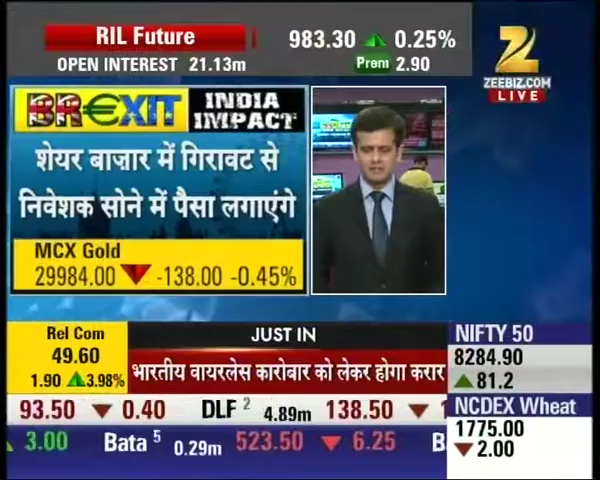 RIL Future
OPEN INTEREST 21.13m
983.30 0.25%
Prem 2.90
ZEEBIZ.COM
LIVE
BR€XIT INDIA IMPACT
शेयर बाज़ार में गिरावट से
निवेशक सोने में पैसा लगाएंगे
MCX Gold
29984.00 -138.00 -0.45%
Rel Com
49.60
1.90 3.98%
JUST IN
भारतीय वायरलेस कारोबार को लेकर होगा करार
NIFTY 50
8284.90
81.2
NCDEX Wheat
1775.00
2.00
93.50 0.40 DLF 2 4.89m 138.50
3.00 Bata 5 0.29m 523.50 6.25